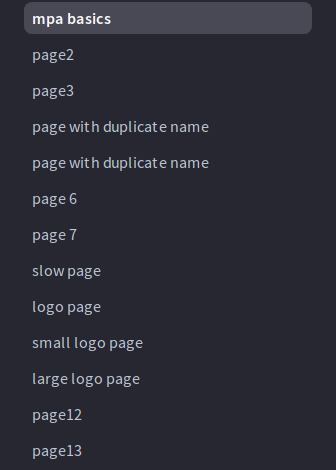 mpa basics
page2
page3
page with duplicate name
page with duplicate name
page 6
page 7
slow page
logo page
small logo page
large logo page
page12
page13